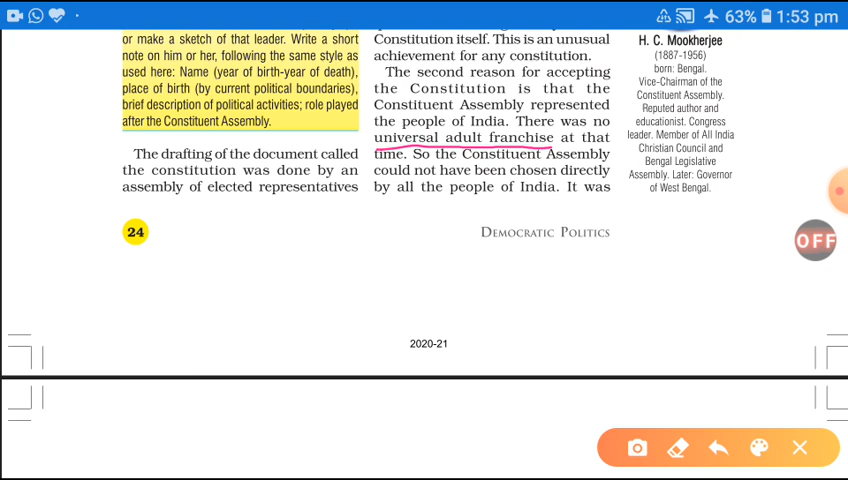 63% 1:53 pm
or make a sketch of that leader. Write a short
note on him or her, following the same style as
used here: Name (year of birth-year of death),
place of birth (by current political boundaries),
brief description of political activities; role played
after the Constituent Assembly.
The drafting of the document called
the constitution was done by an
assembly of elected representatives
Constitution itself. This is an unusual
achievement for any constitution.
The second reason for accepting
the Constitution is that the
Constituent Assembly represented
the people of India. There was no
universal adult franchise at that
time. So the Constituent Assembly
could not have been chosen directly
by all the people of India. It was
H. C. Mookherjee
(1887-1956)
born: Bengal.
Vice-Chairman of the
Constituent Assembly.
Reputed author and
educationist. Congress
leader. Member of All India
Christian Council and
Bengal Legislative
Assembly. Later: Governor
of West Bengal.
24
DEMOCRATIC POLITICS
OFF
2020-21